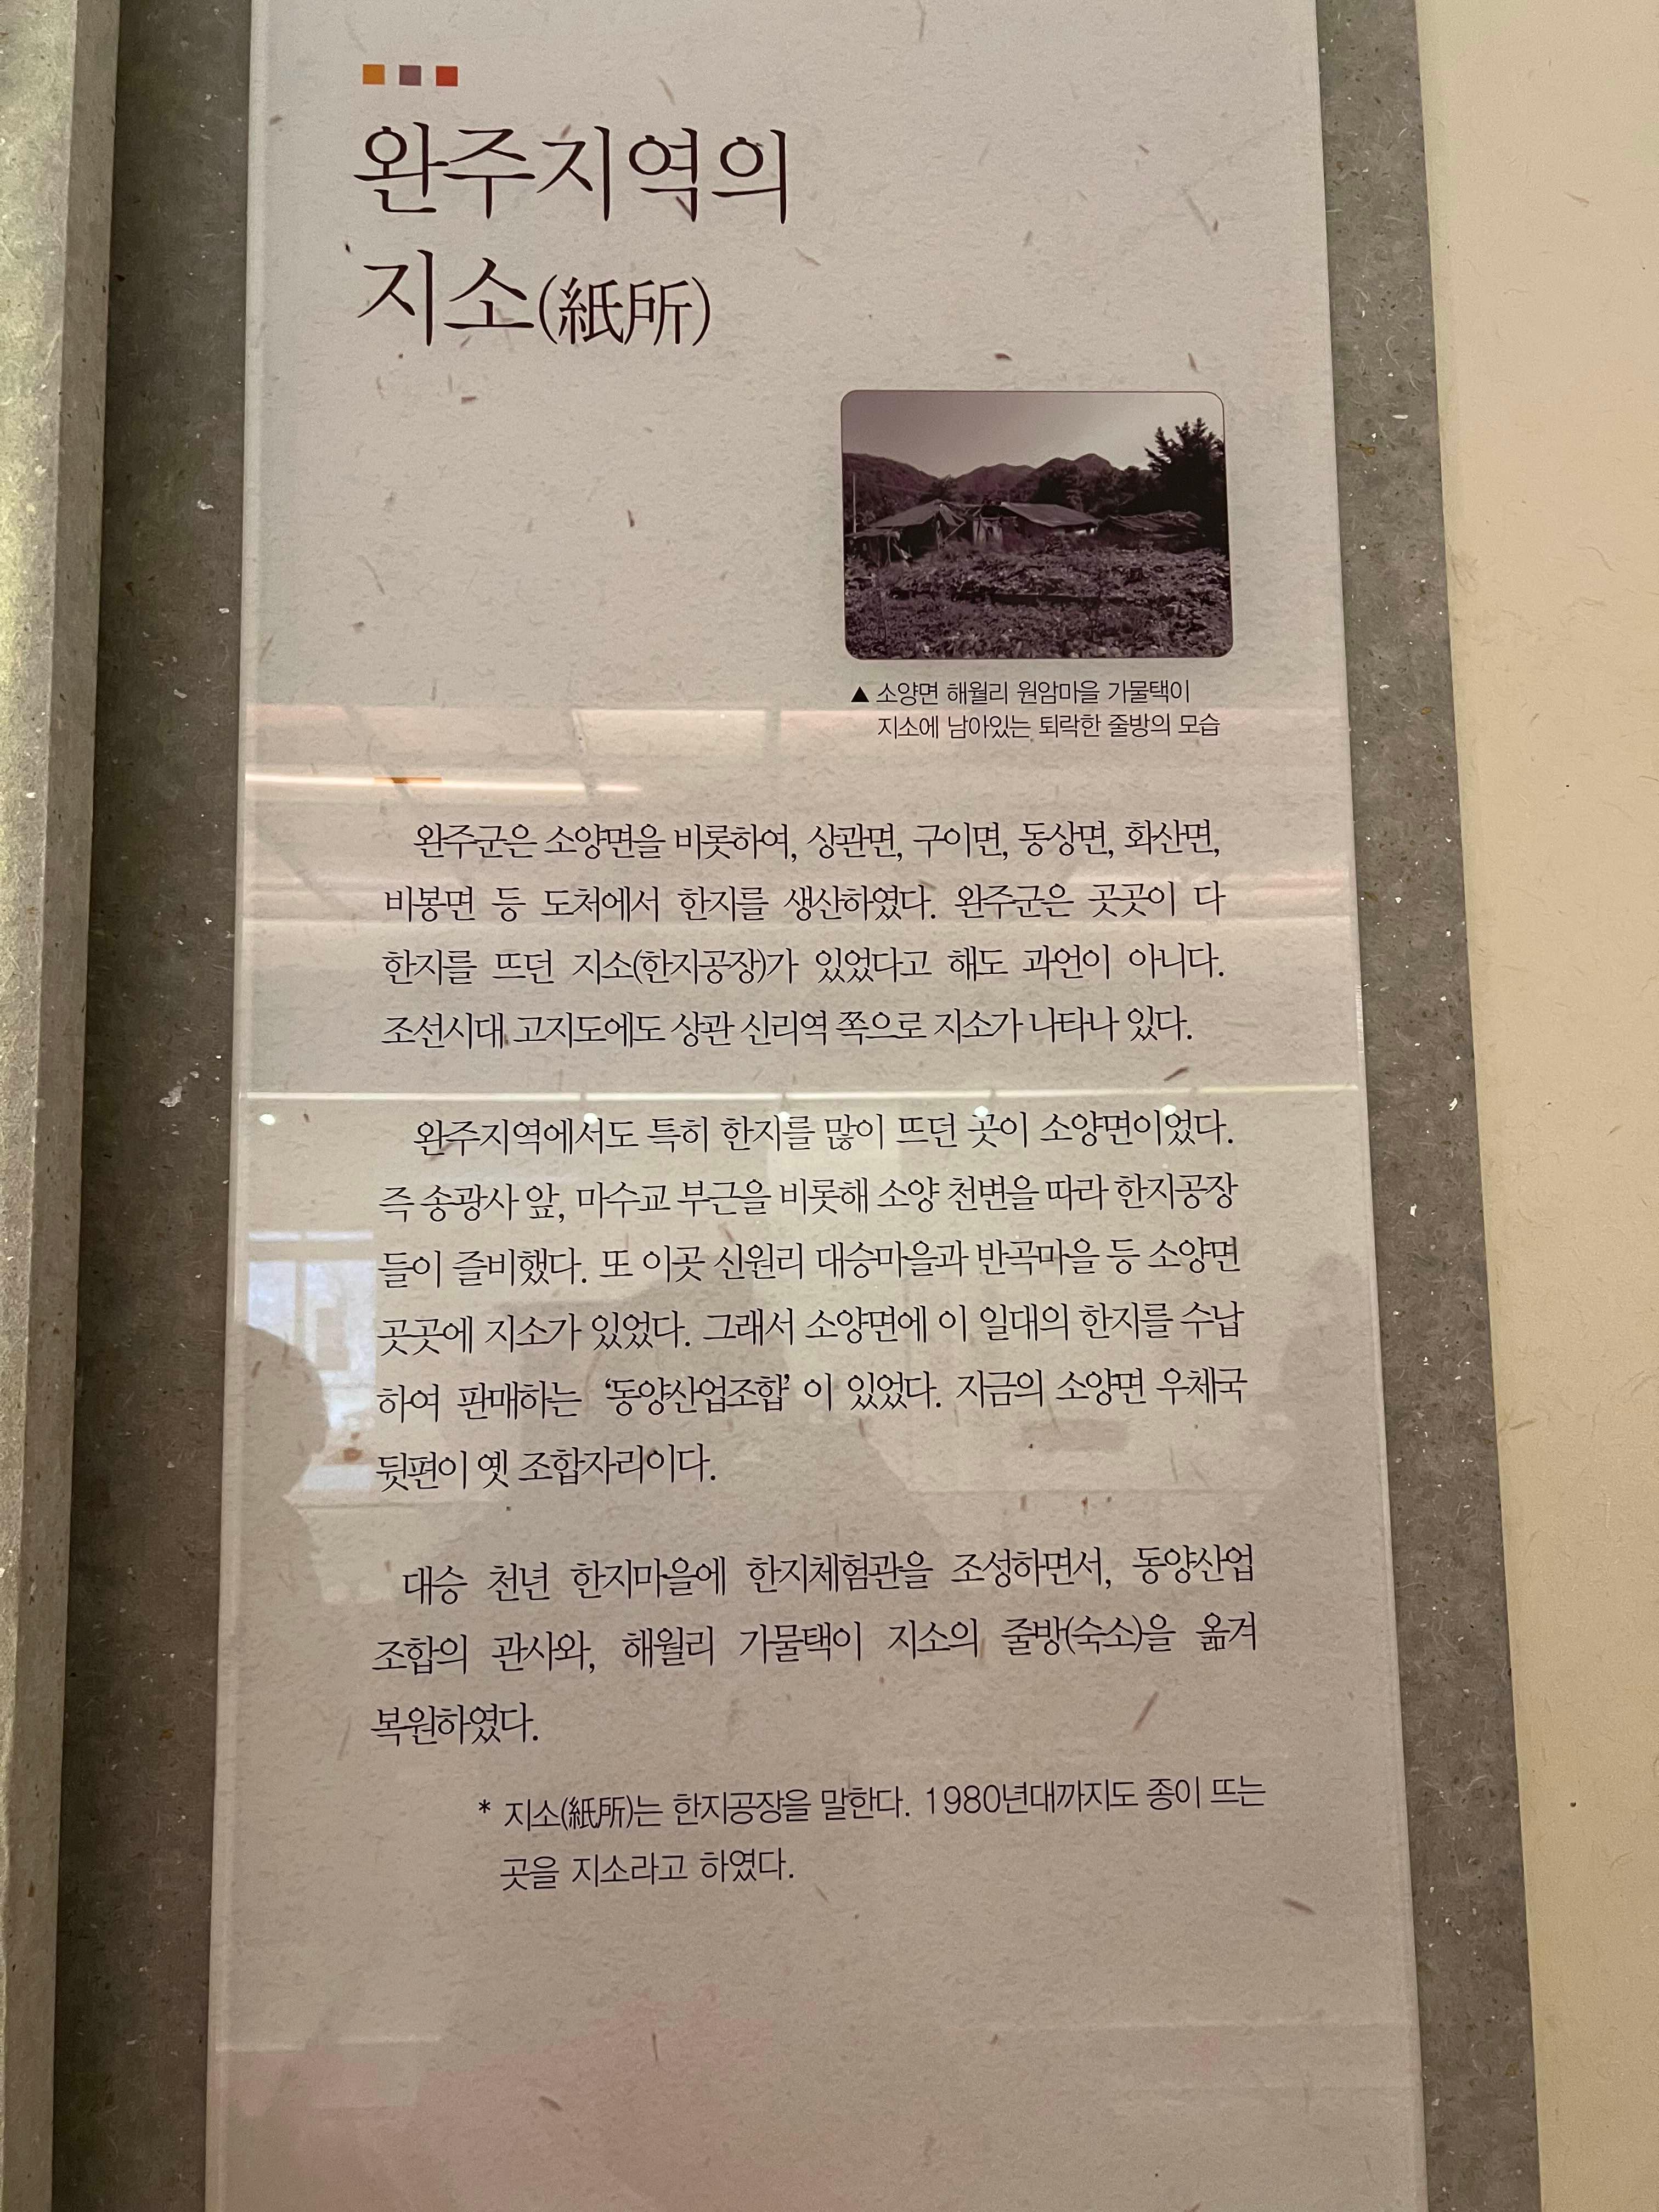 완주지역의
지소(紙所)
▲ 소양면 해월리 원암마을 가물택이
지소에 남아있는 퇴락한 줄방의 모습
완주군은 소양면을 비롯하여, 상관면, 구이면, 동상면, 화산면,
비봉면 등 도처에서 한지를 생산하였다. 완주군은 곳곳이 다
한지를 뜨던 지소(한지공장)가 있었다고 해도 과언이 아니다.
조선시대 고지도에도 상관 신리역 쪽으로 지소가 나타나 있다.
완주지역에서도 특히 한지를 많이 뜨던 곳이 소양면이었다.
즉 송광사 앞, 마수교 부근을 비롯해 소양 천변을 따라 한지공장
들이 즐비했다. 또 이곳 신원리 대승마을과 반곡마을 등 소양면
곳곳에 지소가 있었다. 그래서 소양면에 이 일대의 한지를 수납
하여 판매하는 ‘동양산업조합’ 이 있었다. 지금의 소양면 우체국
뒷편이 옛 조합자리이다.
대승 천년 한지마을에 한지체험관을 조성하면서, 동양산업
조합의 관사와, 해월리 가물택이 지소의 줄방(숙소)을 옮겨
복원하였다.
* 지소(紙所)는 한지공장을 말한다. 1980년대까지도 종이 뜨는
곳을 지소라고 하였다.